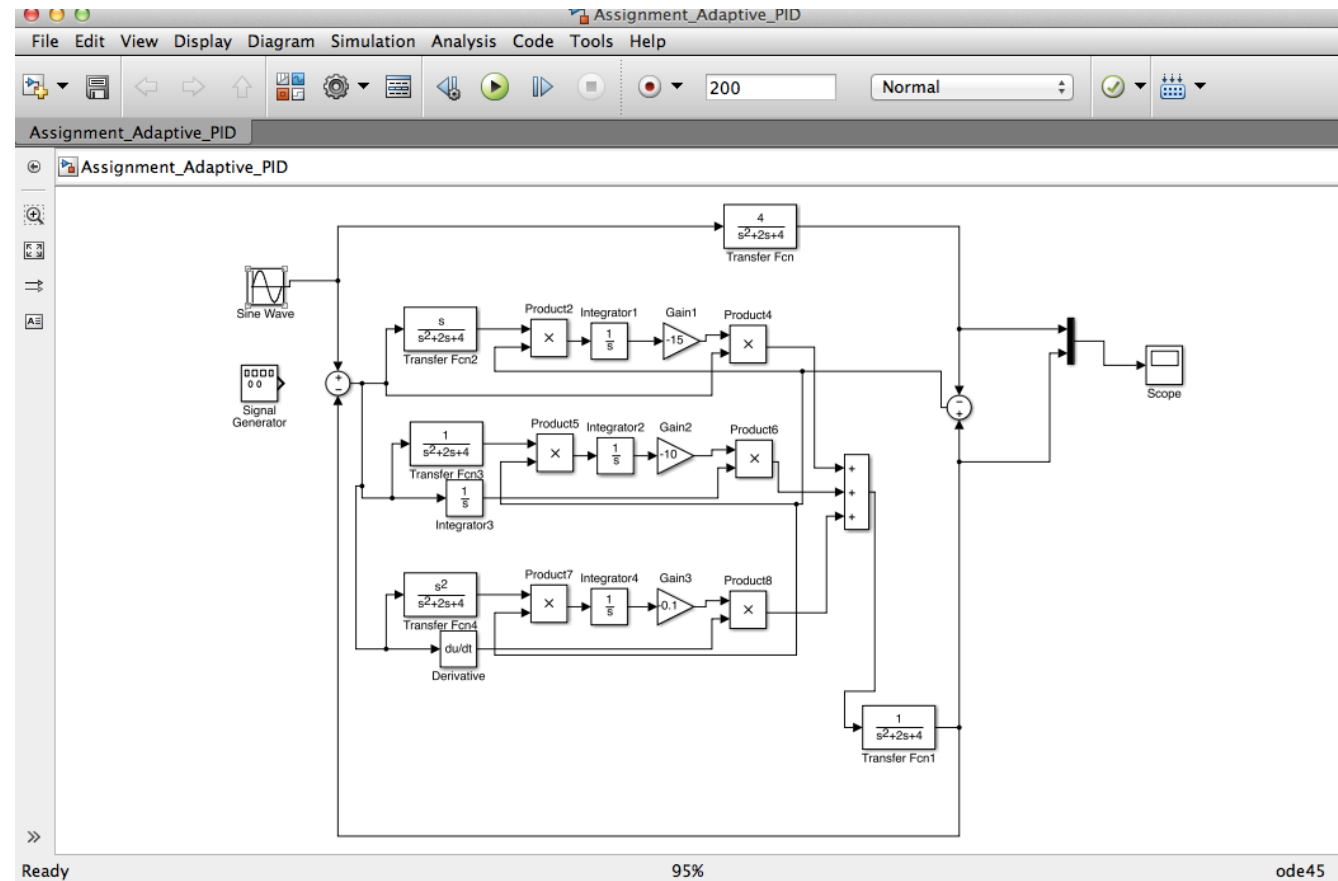 Assignment_Adaptive_PID
File Edit View Display Diagram Simulation Analysis Code Tools Help
200
Normal
Assignment_Adaptive_PID
Assignment_Adaptive_PID
4
s2+2s+4
Transfer Fcn
Sine Wave
Signal
Generator
s
s2+2s+4
Transfer Fcn2
Product2
×
Integrator1
1
s
Gain1
-15
Product4
×
1
s2+2s+4
Transfer Fcn3
1
s
Integrator3
Product5
×
Integrator2
1
s
Gain2
-10
Product6
×
s2
s2+2s+4
Transfer Fcn4
du/dt
Derivative
Product7
×
Integrator4
1
s
Gain3
-0.1
Product8
×
+
+
+
1
s2+2s+4
Transfer Fcn1
+
−
−
+
Scope
Ready
95%
ode45